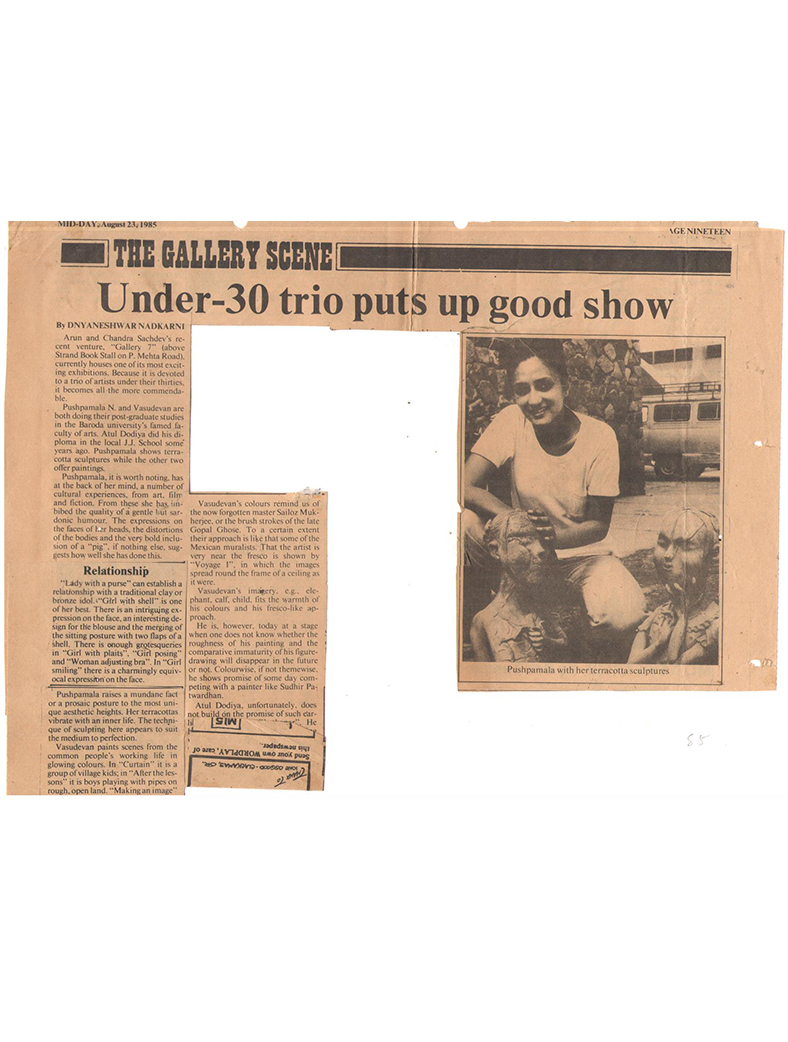 MID-DAY, August 23, 1985
AGE NINETEEN
THE GALLERY SCENE
Under-30 trio puts up good show
By DNYANESHWAR NADKARNI
Arun and Chandra Sachdev's re-
cent venture, "Gallery 7" (above
Strand Book Stall on P. Mehta Road),
currently houses one of its most excit-
ing exhibitions. Because it is devoted
to a trio of artists under their thirties,
it becomes all the more commenda-
ble.
Pushpamala N. and Vasudevan are
both doing their post-graduate studies
in the Baroda university's famed fa-
culty of arts. Atul Dodiya did his di-
ploma in the local J.J. School some
years ago. Pushpamala shows terra-
cotta sculptures while the other two
offer paintings.
Pushpamala, it is worth noting, has
at the back of her mind, a number of
cultural experiences, from art, film
and fiction. From these she has im-
bibed the quality of a gentle but sar-
donic humour. The expressions on
the faces of her heads, the distortions
of the bodies and the very bold inclu-
sion of a "pig", if nothing else, sug-
gests how well she has done this.
Relationship
"Lady with a purse" can establish a
relationship with a traditional clay or
bronze idol. "Girl with shell" is one
of her best. There is an intriguing ex-
pression on the face, an interesting de-
sign for the blouse and the merging of
the sitting posture with two flaps of a
shell. There is enough grotesqueries
in "Girl with plaits", "Girl posing"
and "Woman adjusting bra". In "Girl
smiling" there is a charmingly equiv-
ocal expression on the face.
Pushpamala raises a mundane fact
or a prosaic posture to the most uni-
que aesthetic heights. Her terracottas
vibrate with an inner life. The techni-
que of sculpting here appears to suit
the medium to perfection.
Vasudevan paints scenes from the
common people's working life in
glowing colours. In "Curtain" it is a
group of village kids; in "After the les-
sons" it is boys playing with pipes on
rough, open land. "Making an image"
Vasudevan's colours remind us of
the now forgotten master Sailoz Muk-
herjee, or the brush strokes of the late
Gopal Ghose. To a certain extent
their approach is like that some of the
Mexican muralists. That the artist is
very near the fresco is shown by
"Voyage I", in which the images
spread round the frame of a ceiling as
it were.
Vasudevan's imagery, e.g., ele-
phant, calf, child, fits the warmth of
his colours and his fresco-like ap-
proach.
He is, however, today at a stage
when one does not know whether the
roughness of his painting and the
comparative immaturity of his figure-
drawing will disappear in the future
or not. Colourwise, if not themewise,
he shows promise of some day com-
peting with a painter like Sudhir Pa-
twardhan.
Atul Dodiya, unfortunately, does
not build on the promise of such ear-
He
MIS
Send your own WORDPLAY, care of
this newspaper.
Pushpamala with her terracotta sculptures
85